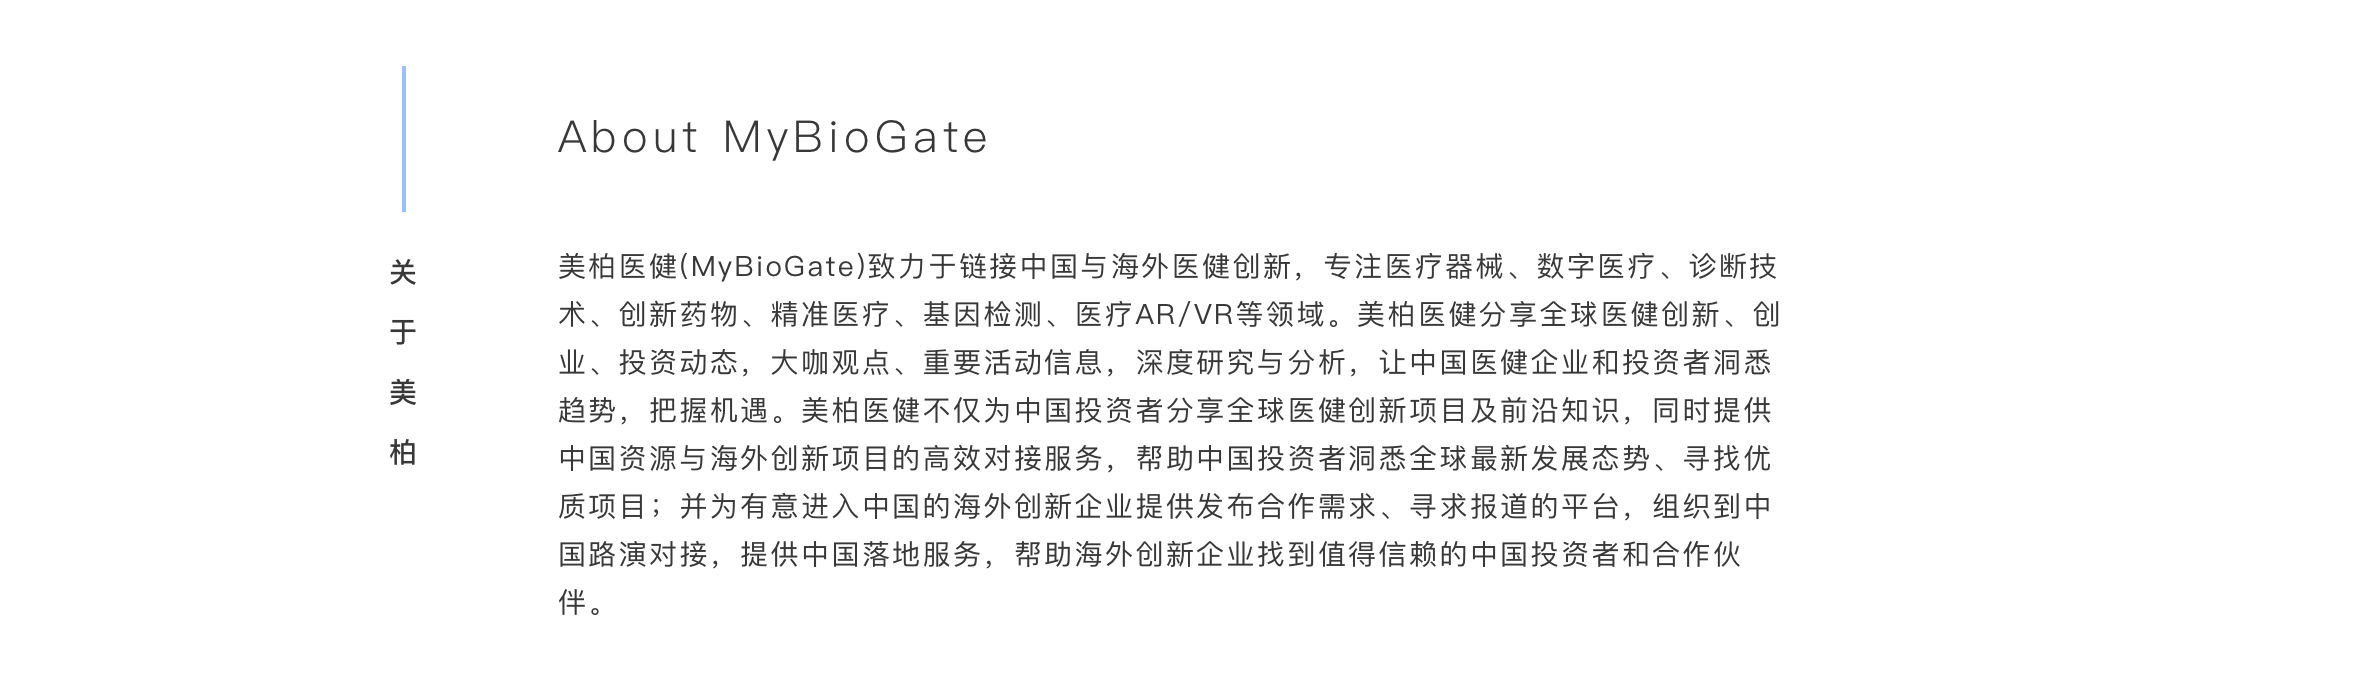 About MyBioGate
关于美柏
美柏医健(MyBioGate)致力于链接中国与海外医健创新，专注医疗器械、数字医疗、诊断技
术、创新药物、精准医疗、基因检测、医疗AR/VR等领域。美柏医健分享全球医健创新、创
业、投资动态，大咖观点、重要活动信息，深度研究与分析，让中国医健企业和投资者洞悉
趋势，把握机遇。美柏医健不仅为中国投资者分享全球医健创新项目及前沿知识，同时提供
中国资源与海外创新项目的高效对接服务，帮助中国投资者洞悉全球最新发展态势、寻找优
质项目；并为有意进入中国的海外创新企业提供发布合作需求、寻求报道的平台，组织到中
国路演对接，提供中国落地服务，帮助海外创新企业找到值得信赖的中国投资者和合作伙
伴。